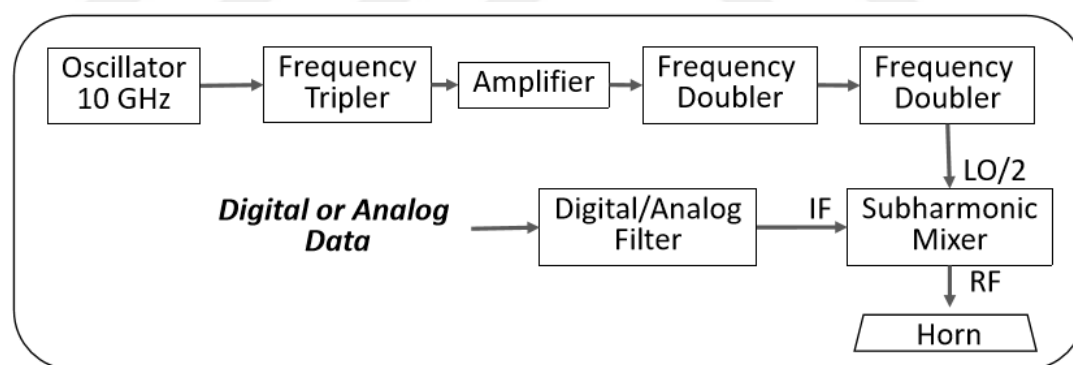 Oscillator
10 GHz
Frequency
Tripler
Amplifier
Frequency
Doubler
Frequency
Doubler
LO/2
Digital or Analog
Data
Digital/Analog
Filter
IF
Subharmonic
Mixer
RF
Horn